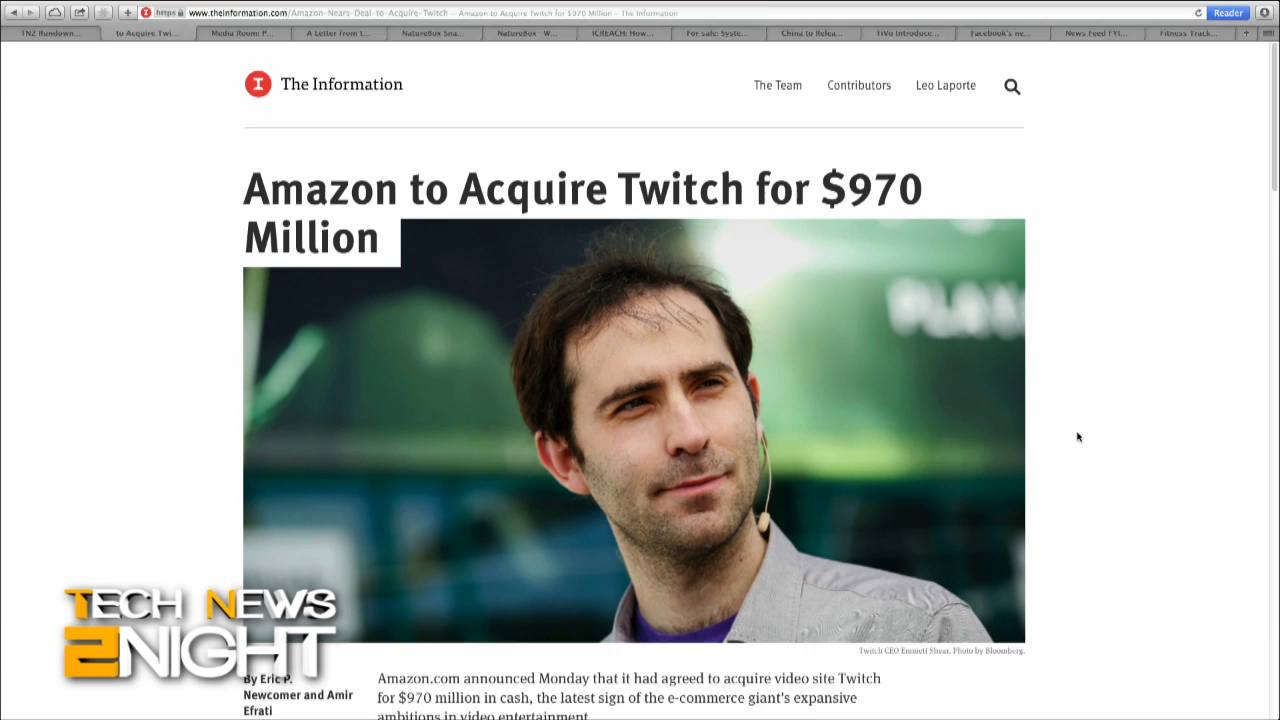 https www.theinformation.com/Amazon-Nears-Deal-to-Acquire-Twitch — Amazon to Acquire Twitch for $970 Million — The Information
Reader
TN2 Rundown... to Acquire Twi... Media Room: P... A Letter from t... NatureBox Sna... NatureBox - W... ICREACH: How... For sale: Syste... China to Relea... TiVo Introduce... Facebook's ne... News Feed FYI... Fitness Track...
The Information
The Team Contributors Leo Laporte
Amazon to Acquire Twitch for $970
Million
PLAY
Twitch CEO Emmett Shear. Photo by Bloomberg.
TECH NEWS
2NIGHT
By Eric P.
Newcomer and Amir
Efrati
Amazon.com announced Monday that it had agreed to acquire video site Twitch
for $970 million in cash, the latest sign of the e-commerce giant's expansive
ambitions in video entertainment